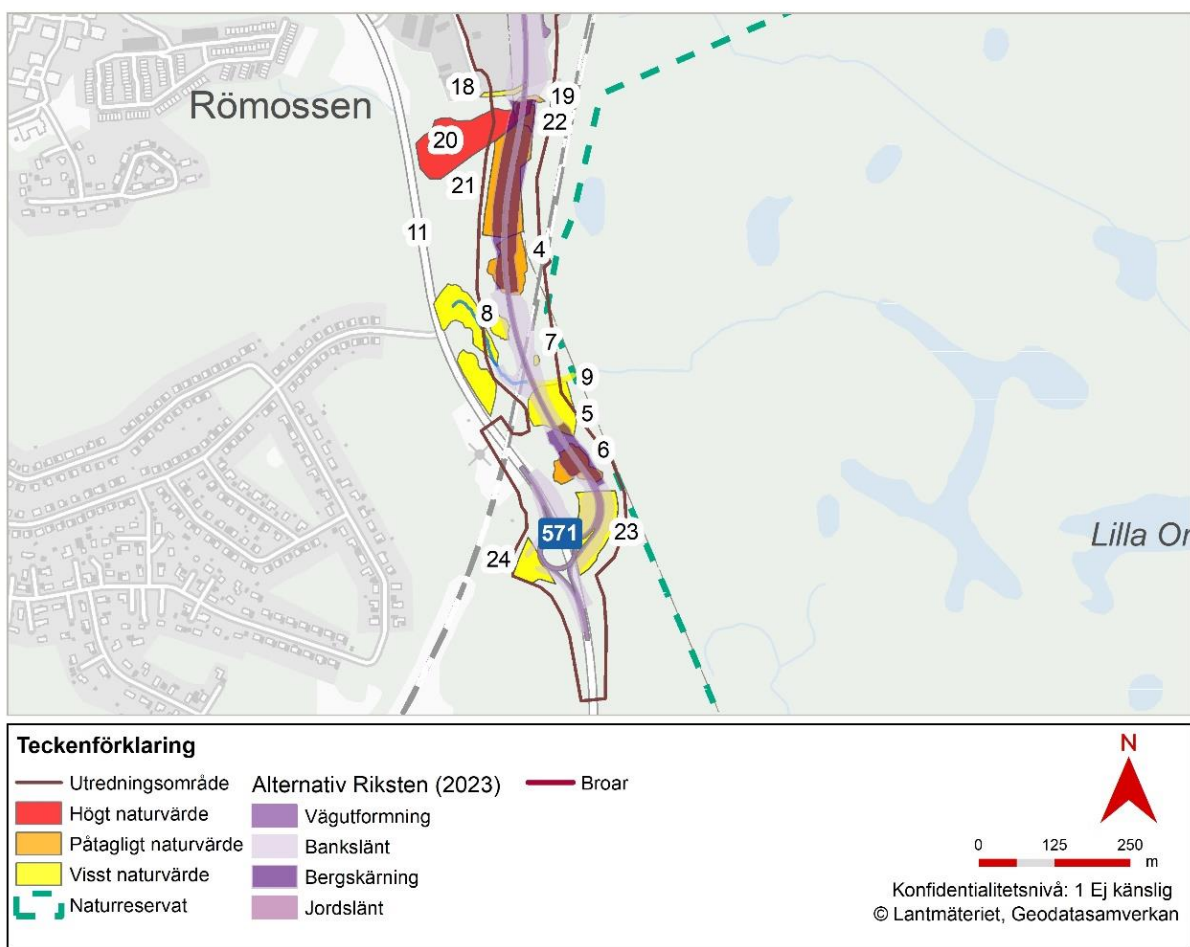 18
19
Römossen
22
20
21
11
4
8
7
9
5
6
571
23
Lilla Or
24
Teckenförklaring
Utredningsområde
Högt naturvärde
Påtagligt naturvärde
Visst naturvärde
Naturreservat
Alternativ Riksten (2023)
Vägutformning
Bankslänt
Bergskärning
Jordslänt
Broar
N
0 125 250
m
Konfidentialitetsnivå: 1 Ej känslig
© Lantmäteriet, Geodatasamverkan